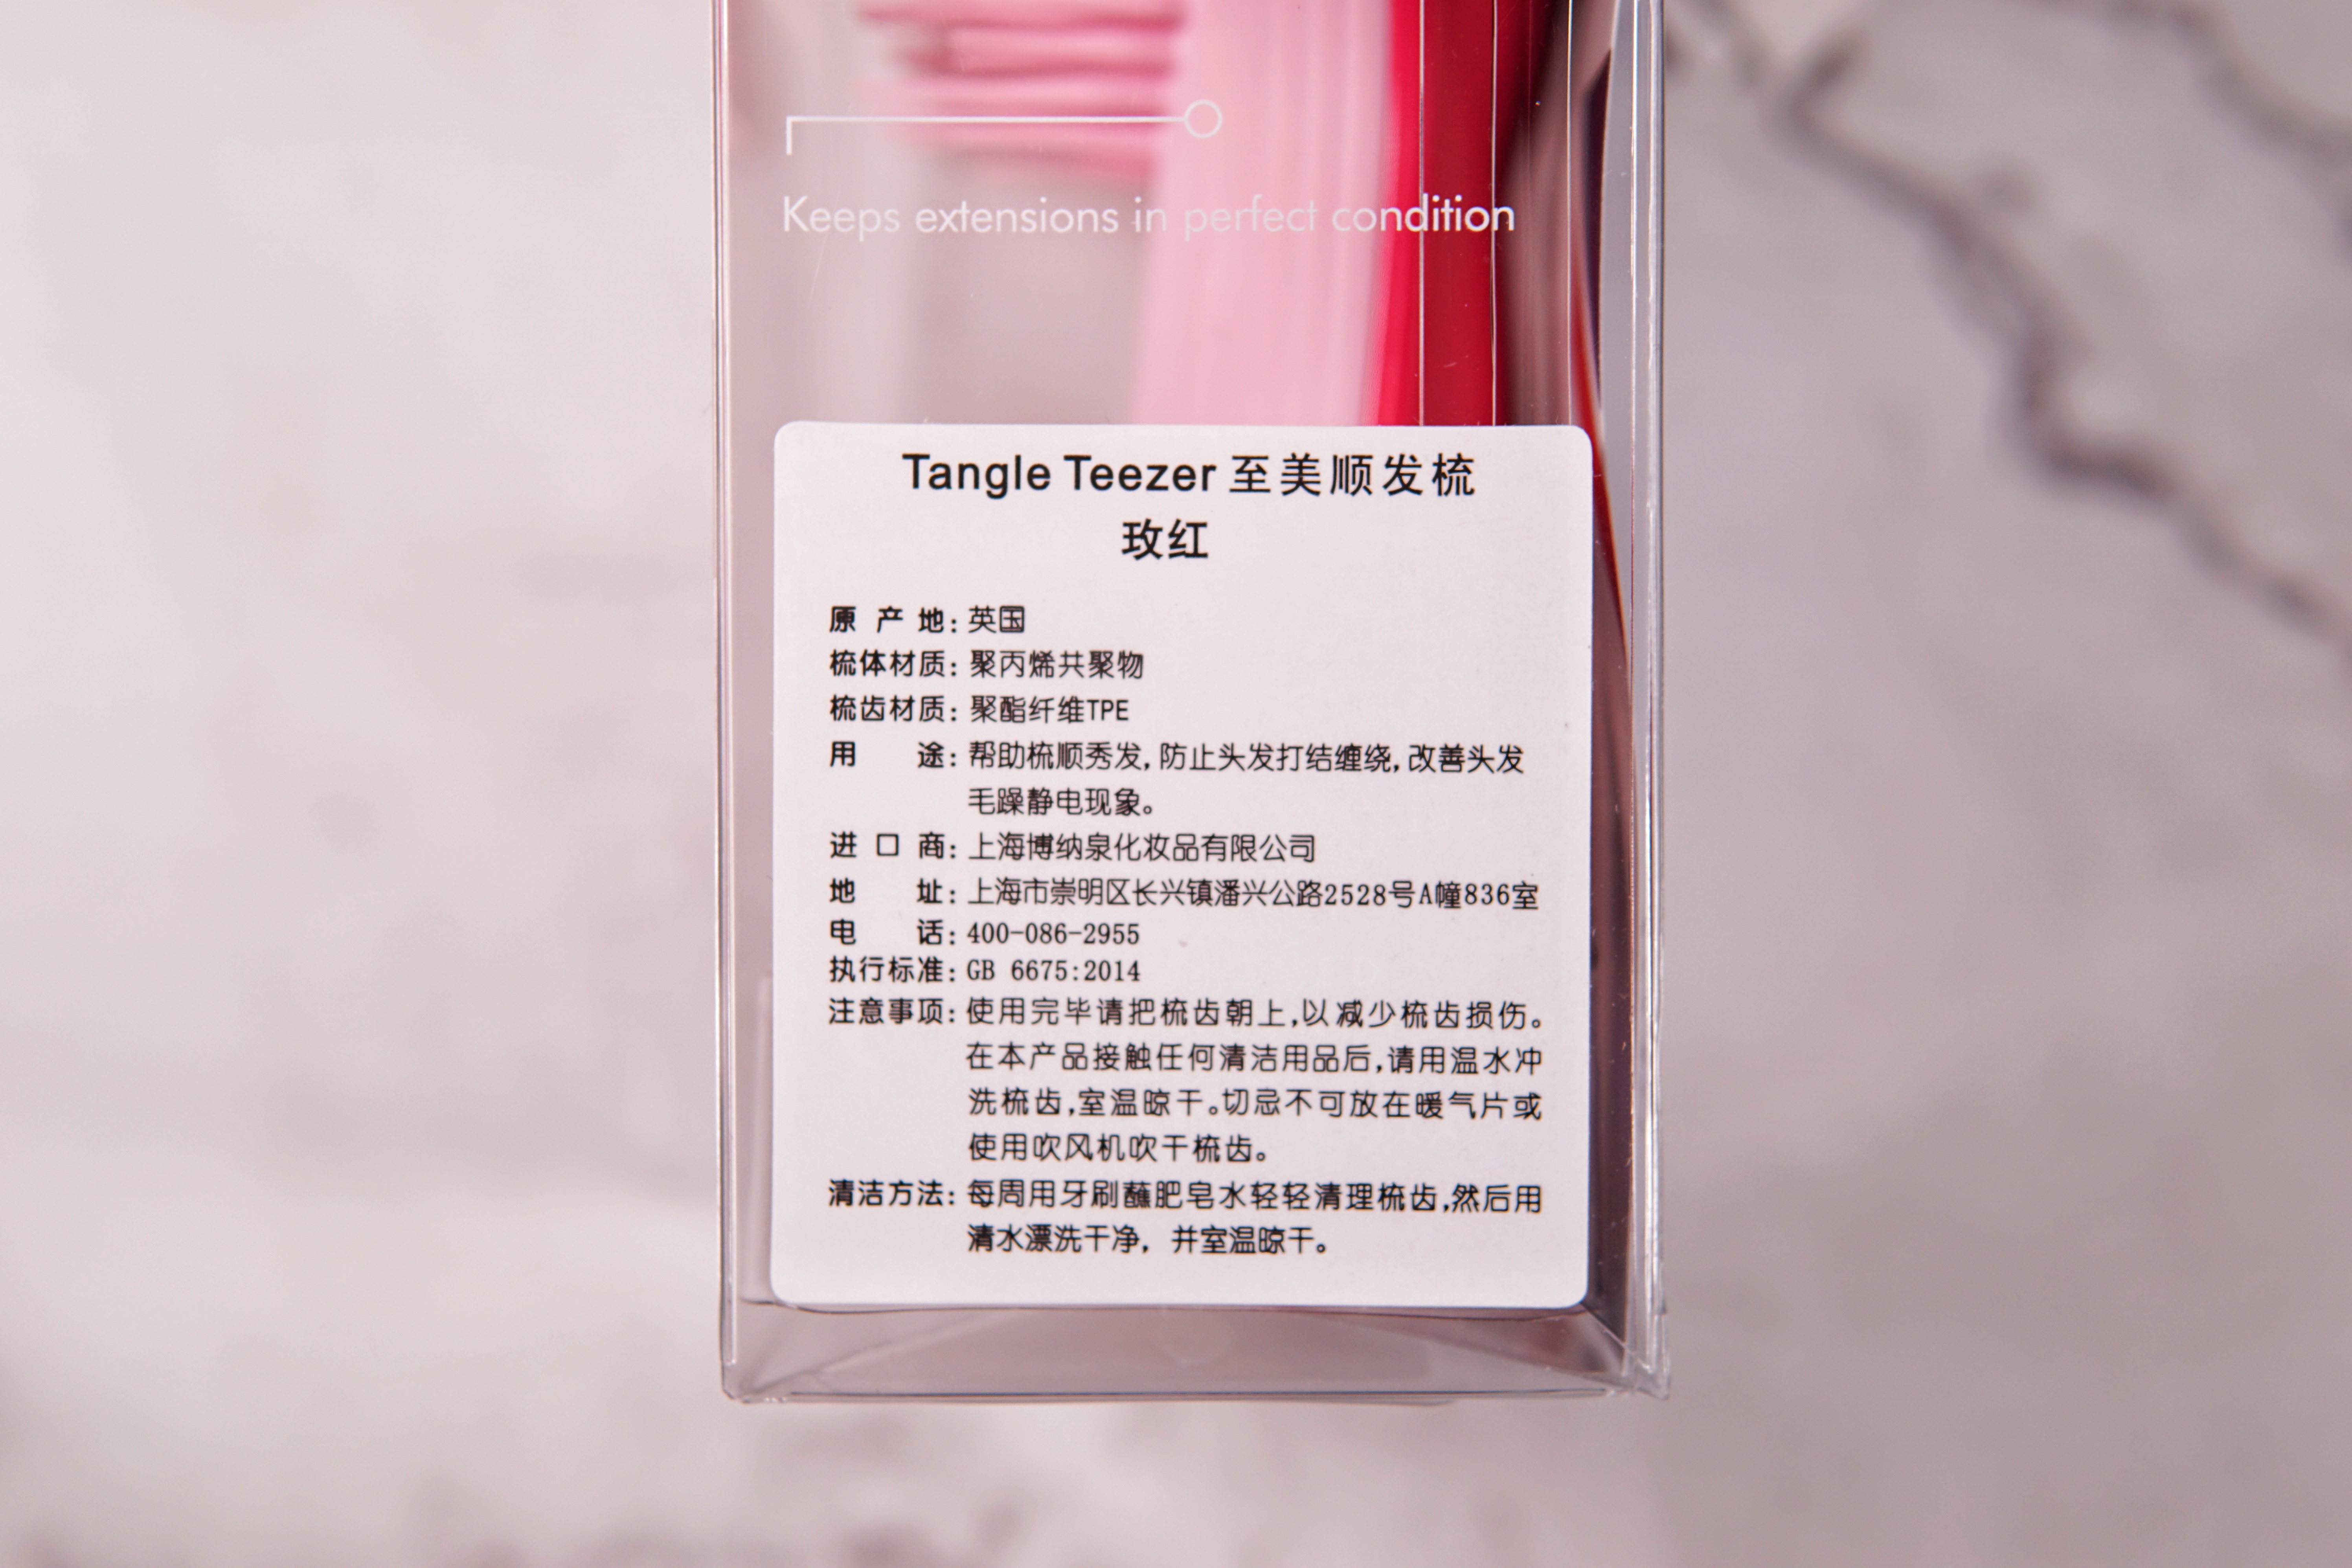 Keeps extensions in perfect condition
Tangle Teezer 至美顺发梳
玫红
原产地：英国
梳体材质：聚丙烯共聚物
梳齿材质：聚酯纤维TPE
用途：帮助梳顺秀发，防止头发打结缠绕，改善头发
毛躁静电现象。
进口商：上海博纳泉化妆品有限公司
地址：上海市崇明区长兴镇潘兴公路2528号A幢836室
电话：400-086-2955
执行标准：GB 6675:2014
注意事项：使用完毕请把梳齿朝上，以减少梳齿损伤。
在本产品接触任何清洁用品后，请用温水冲
洗梳齿，室温晾干。切忌不可放在暖气片或
使用吹风机吹干梳齿。
清洁方法：每周用牙刷蘸肥皂水轻轻清理梳齿，然后用
清水漂洗干净，并室温晾干。